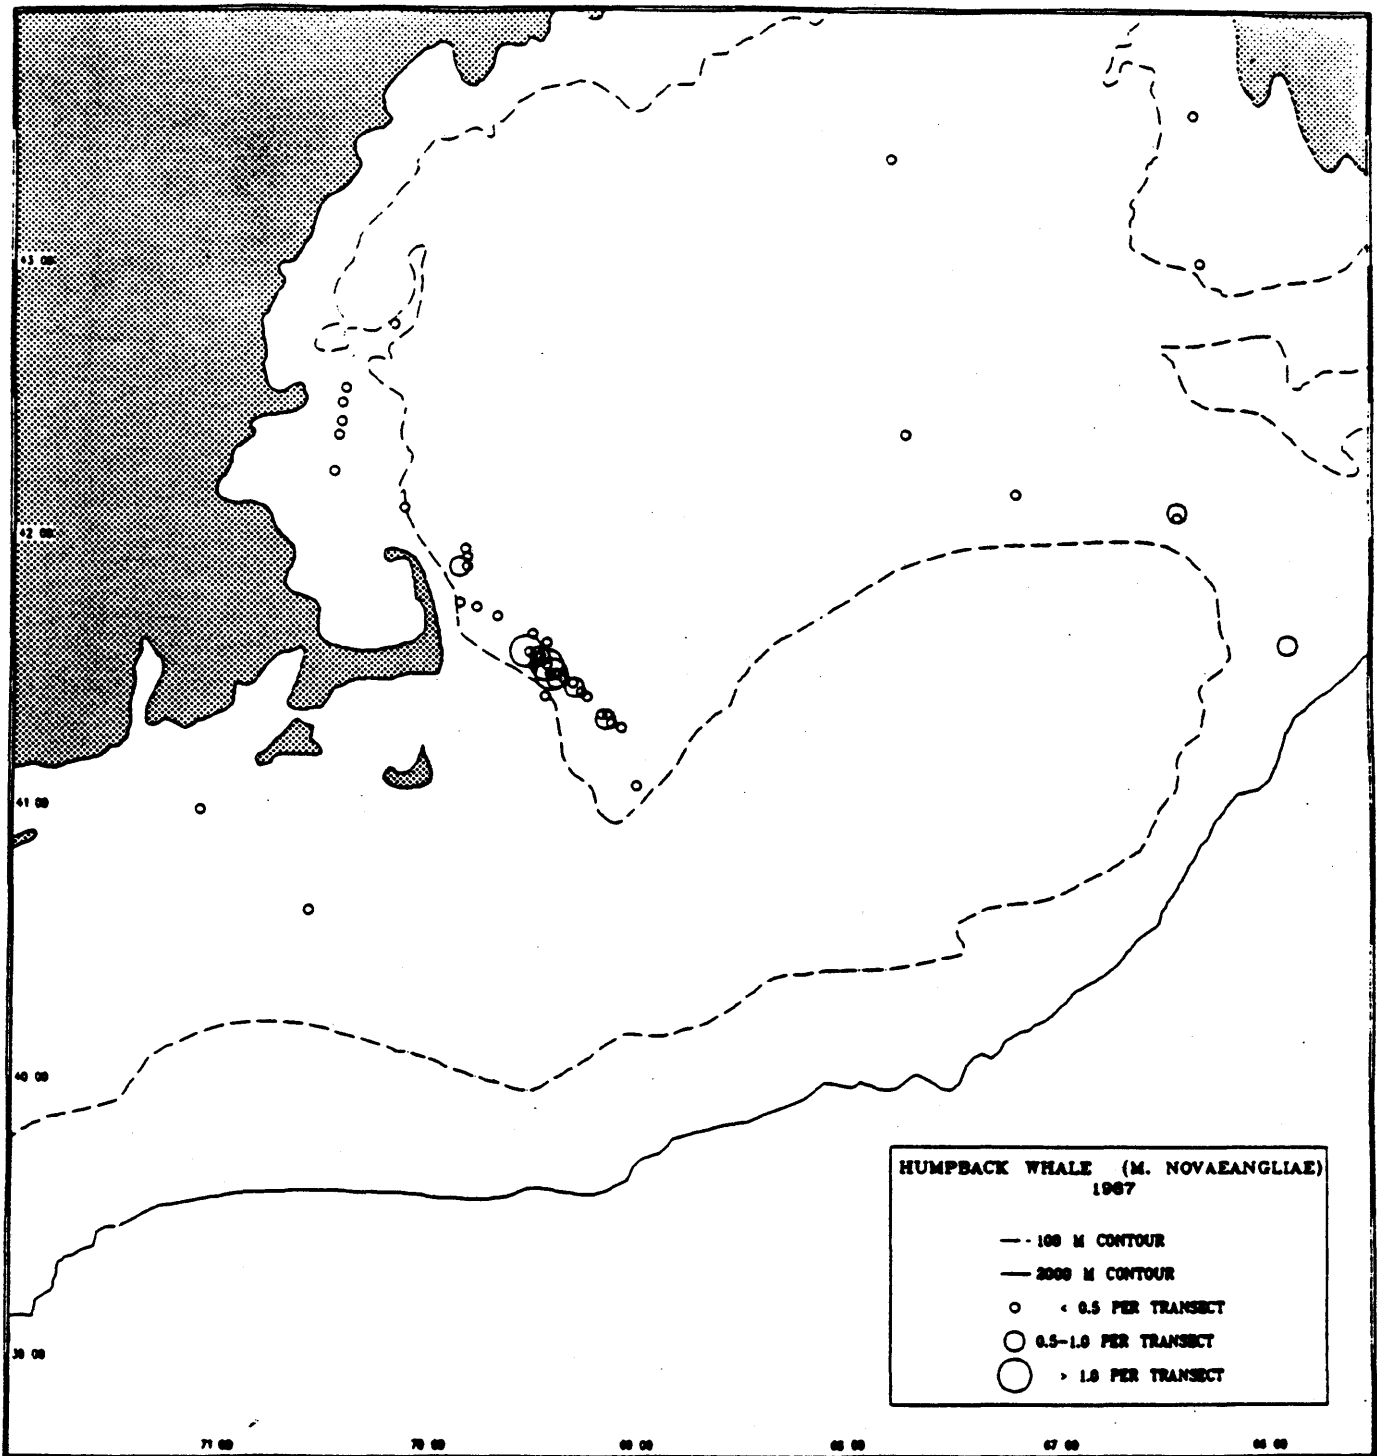 43 00
42 00
41 00
40 00
39 00
HUMPBACK WHALE (M. NOVAEANGLIAE)
1987
100 M CONTOUR
2000 M CONTOUR
< 0.5 PER TRANSECT
0.5-1.0 PER TRANSECT
> 1.0 PER TRANSECT
71 00 70 00 69 00 68 00 67 00 66 00